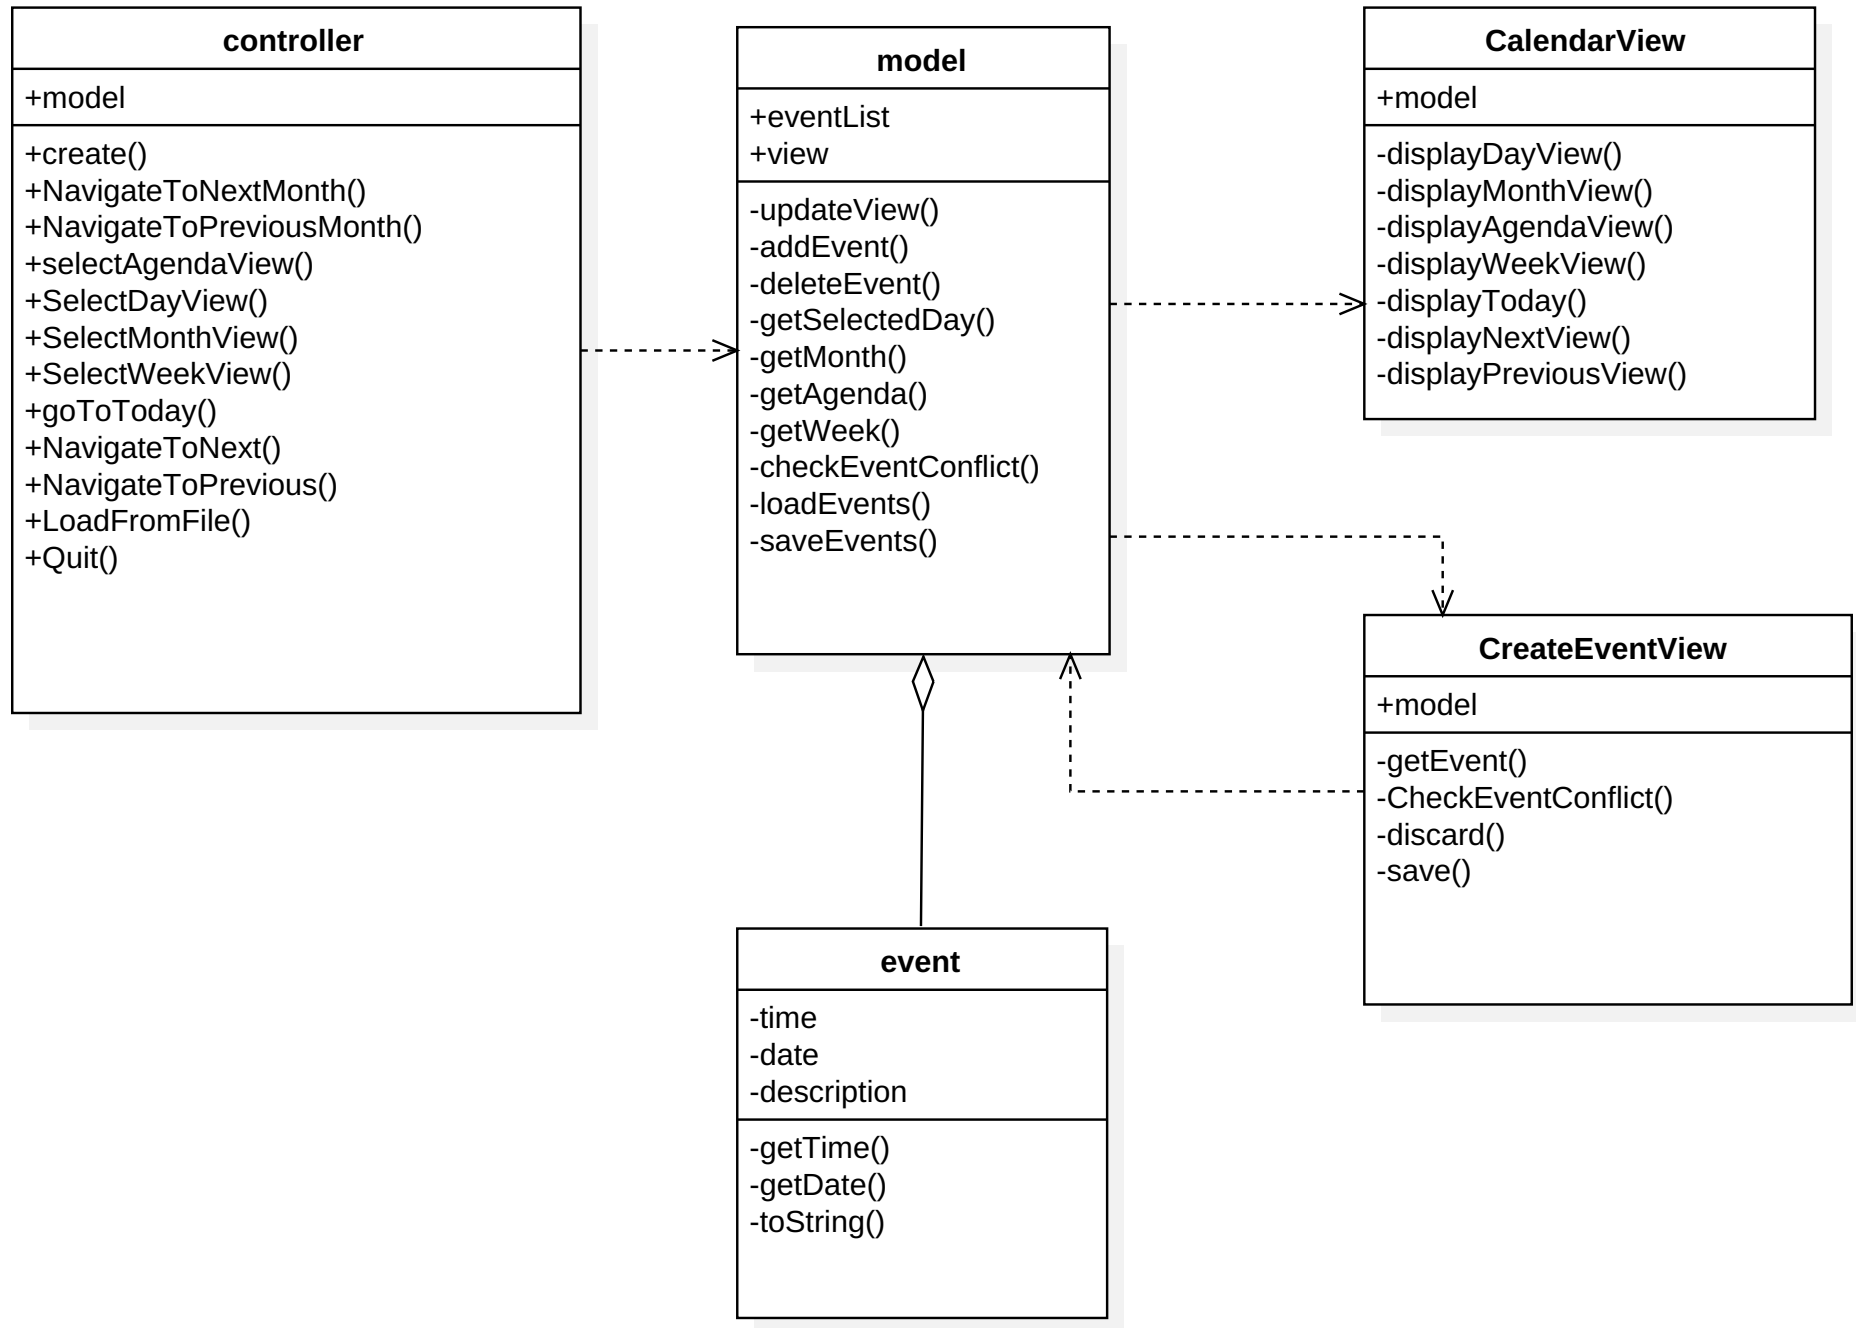 controller
+model
+create()
+NavigateToNextMonth()
+NavigateToPreviousMonth()
+selectAgendaView()
+SelectDayView()
+SelectMonthView()
+SelectWeekView()
+goToToday()
+NavigateToNext()
+NavigateToPrevious()
+LoadFromFile()
+Quit()
model
+eventList
+view
-updateView()
-addEvent()
-deleteEvent()
-getSelectedDay()
-getMonth()
-getAgenda()
-getWeek()
-checkEventConflict()
-loadEvents()
-saveEvents()
CalendarView
+model
-displayDayView()
-displayMonthView()
-displayAgendaView()
-displayWeekView()
-displayToday()
-displayNextView()
-displayPreviousView()
CreateEventView
+model
-getEvent()
-CheckEventConflict()
-discard()
-save()
event
-time
-date
-description
-getTime()
-getDate()
-toString()